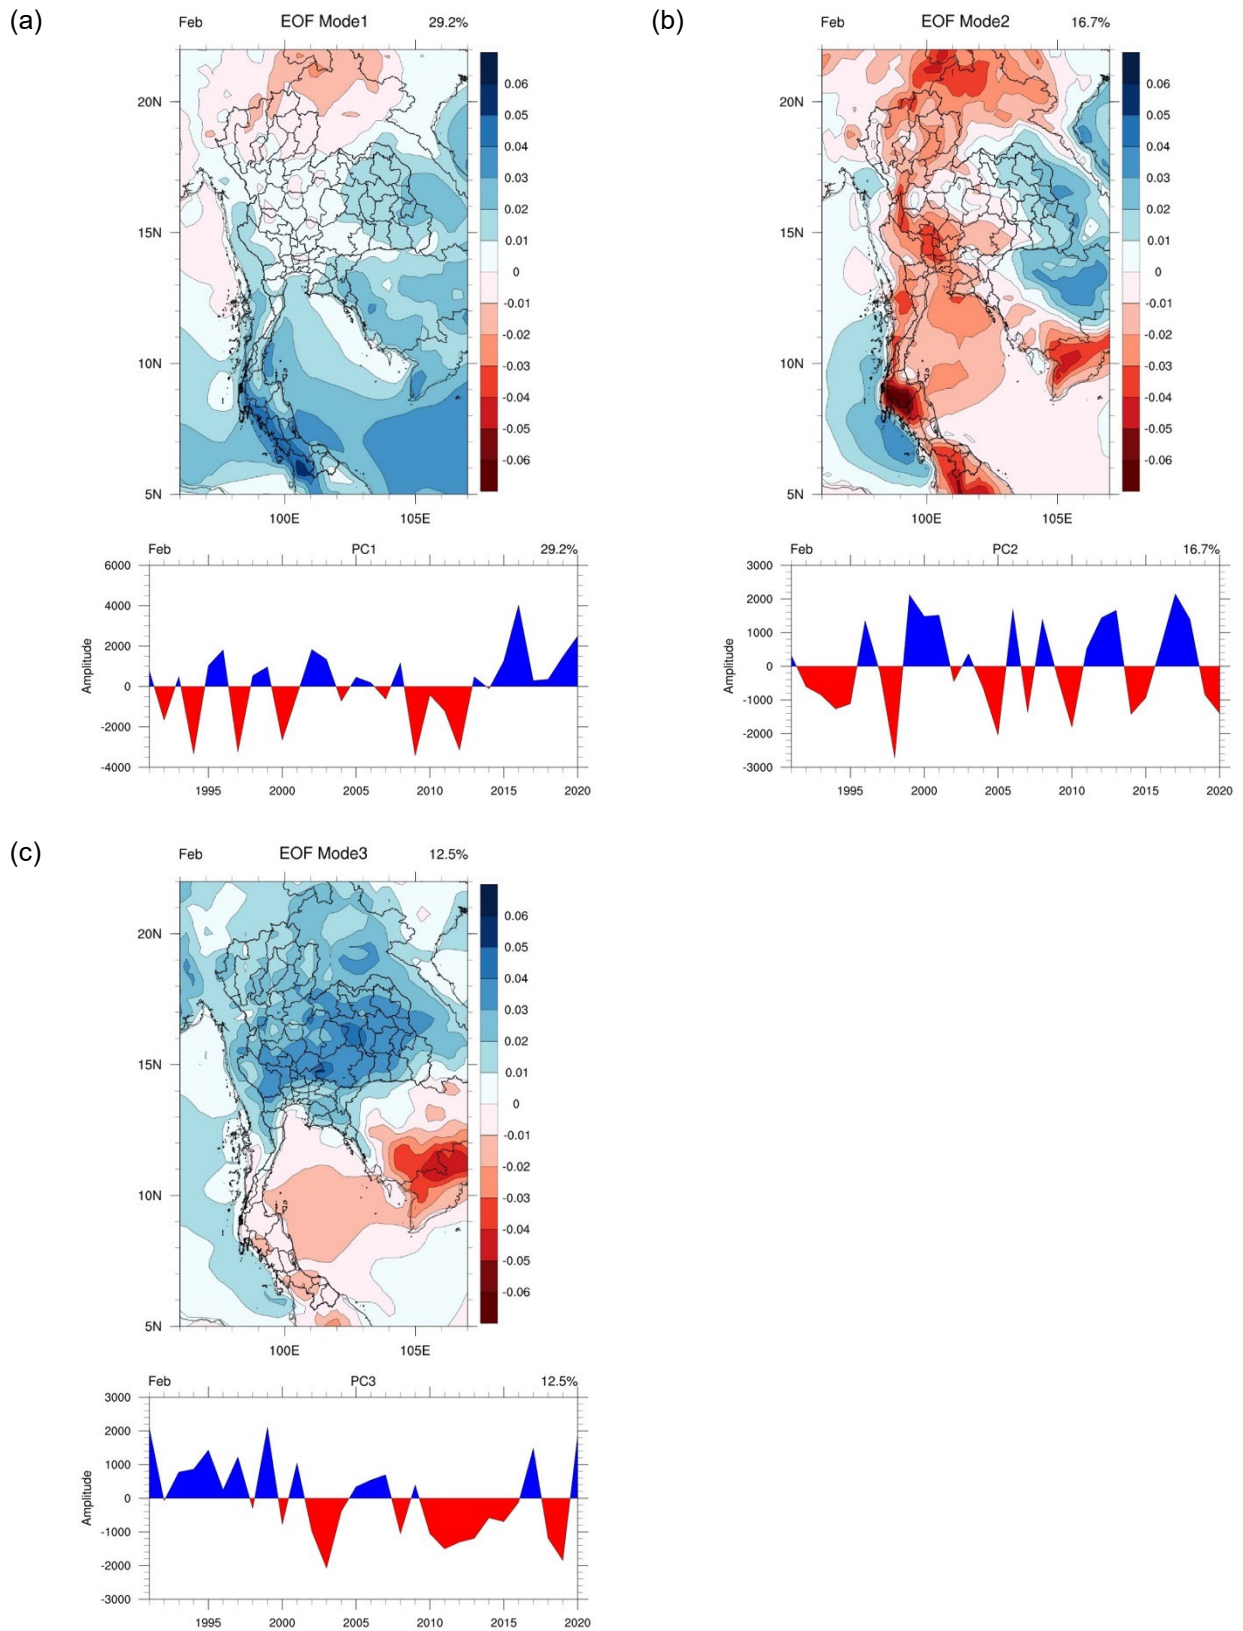 (a)
Feb EOF Mode1 29.2%
20N
15N
10N
5N
100E 105E
0.06
0.05
0.04
0.03
0.02
0.01
0
-0.01
-0.02
-0.03
-0.04
-0.05
-0.06
Feb PC1 29.2%
Amplitude
6000
4000
2000
0
-2000
-4000
1995 2000 2005 2010 2015 2020
(b)
Feb EOF Mode2 16.7%
20N
15N
10N
5N
100E 105E
0.06
0.05
0.04
0.03
0.02
0.01
0
-0.01
-0.02
-0.03
-0.04
-0.05
-0.06
Feb PC2 16.7%
Amplitude
3000
2000
1000
0
-1000
-2000
-3000
1995 2000 2005 2010 2015 2020
(c)
Feb EOF Mode3 12.5%
20N
15N
10N
5N
100E 105E
0.06
0.05
0.04
0.03
0.02
0.01
0
-0.01
-0.02
-0.03
-0.04
-0.05
-0.06
Feb PC3 12.5%
Amplitude
3000
2000
1000
0
-1000
-2000
-3000
1995 2000 2005 2010 2015 2020